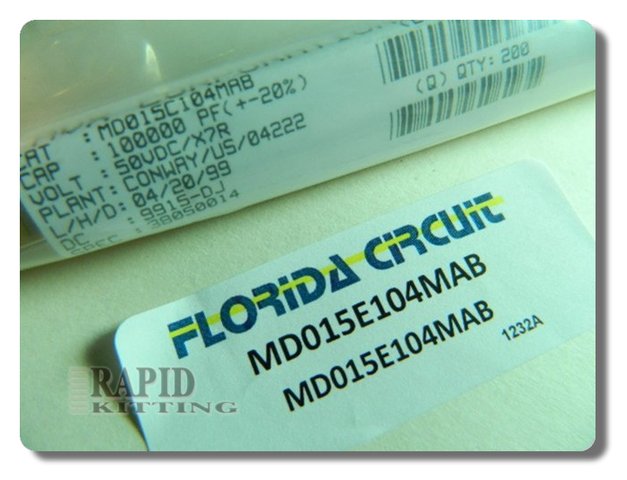 (Q) QTY: 200
CAT : MD015C104MAB
CAP : 100000 PF(+-20%)
VOLT : 50VDC/X7R
PLANT: CONWAY/US/04222
L/H/D: 04/20/99
DC : 9915-DJ
38050014
FLORIDA CIRCUIT
MD015E104MAB
MD015E104MAB
1232A
RAPID
KITTING